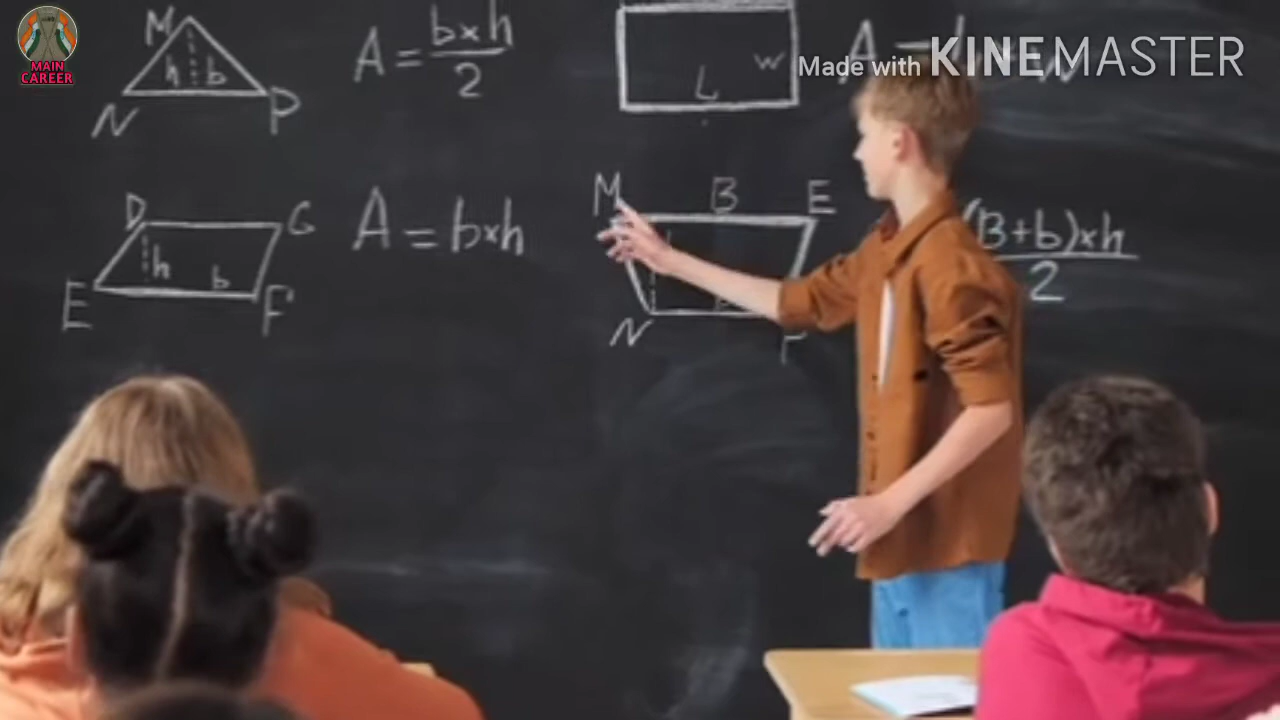 MAIN
CAREER
Made with KINEMASTER
M
h b
N P
A = b×h / 2
W
L
A =
D G
h b
E F
A = b×h
M B E
N F
(B+b)×h / 2